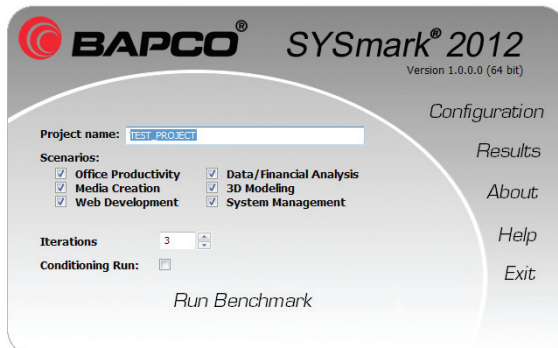 BAPCO® SYSmark® 2012
Version 1.0.0.0 (64 bit)
Configuration
Project name: TEST_PROJECT
Results
Scenarios:
Office Productivity Data/Financial Analysis
Media Creation 3D Modeling
Web Development System Management
About
Help
Iterations 3
Conditioning Run:
Exit
Run Benchmark